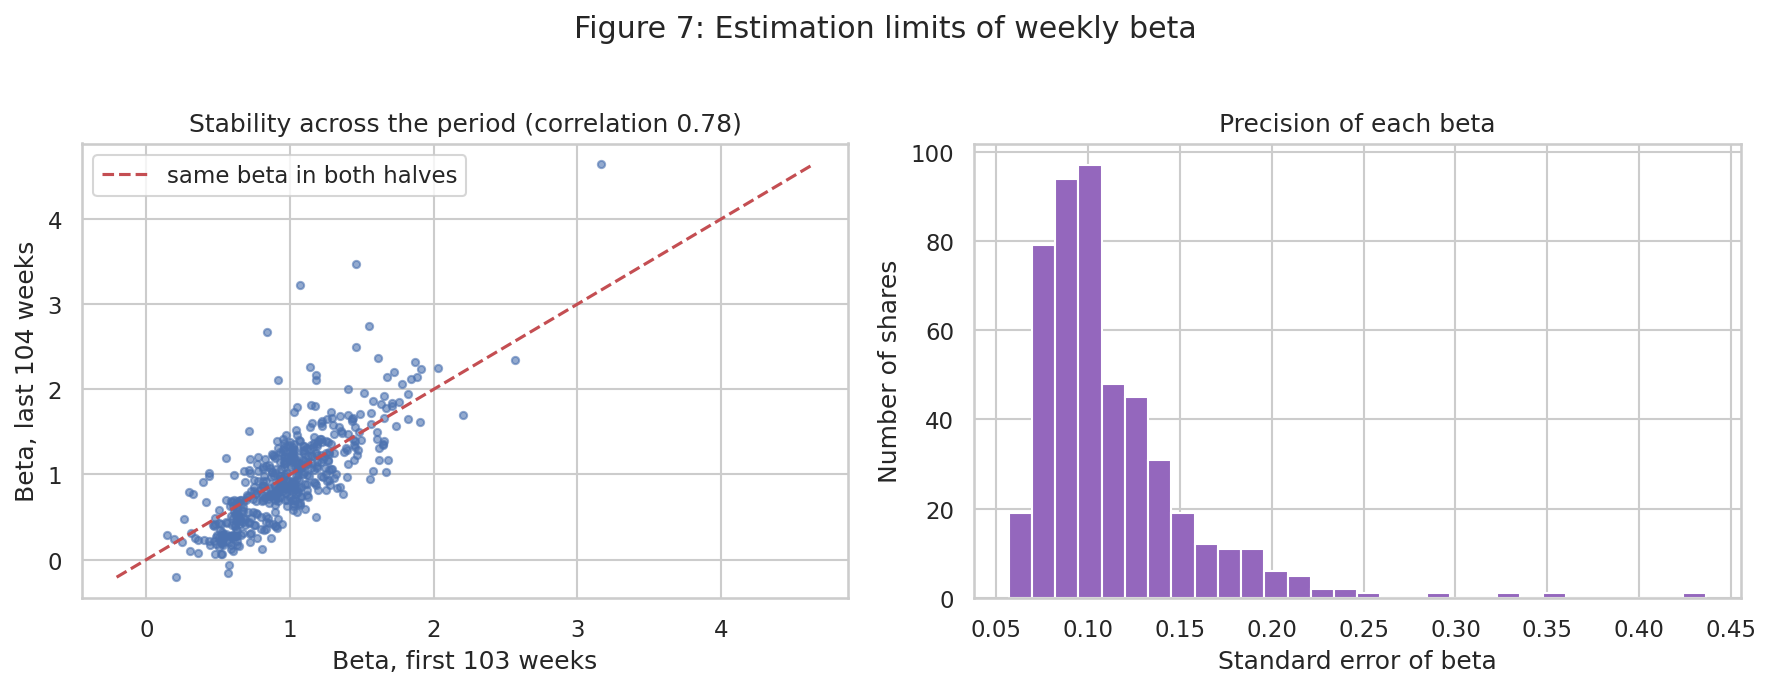 Figure 7: Estimation limits of weekly beta
Stability across the period (correlation 0.78)
same beta in both halves
Beta, last 104 weeks
4
3
2
1
0
0 1 2 3 4
Beta, first 103 weeks
Precision of each beta
Number of shares
100
80
60
40
20
0
0.05 0.10 0.15 0.20 0.25 0.30 0.35 0.40 0.45
Standard error of beta